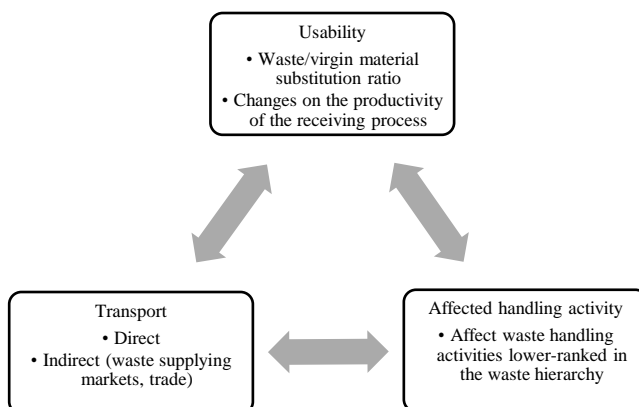 Usability
• Waste/virgin material
substitution ratio
• Changes on the productivity
of the receiving process
Transport
• Direct
• Indirect (waste supplying
markets, trade)
Affected handling activity
• Affect waste handling
activities lower-ranked in
the waste hierarchy